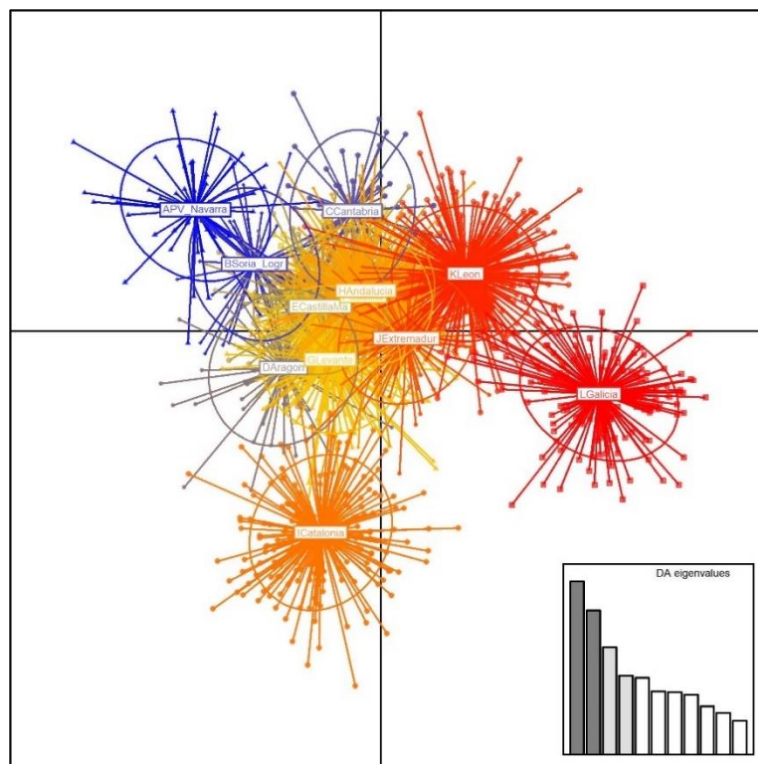 APV_Navarra
CCantabria
BSoria_Logr
KLeon
HAndalucia
ECastillaMa
JExtremadur
GLevante
DAragon
LGalicia
ICatalonia
DA eigenvalues